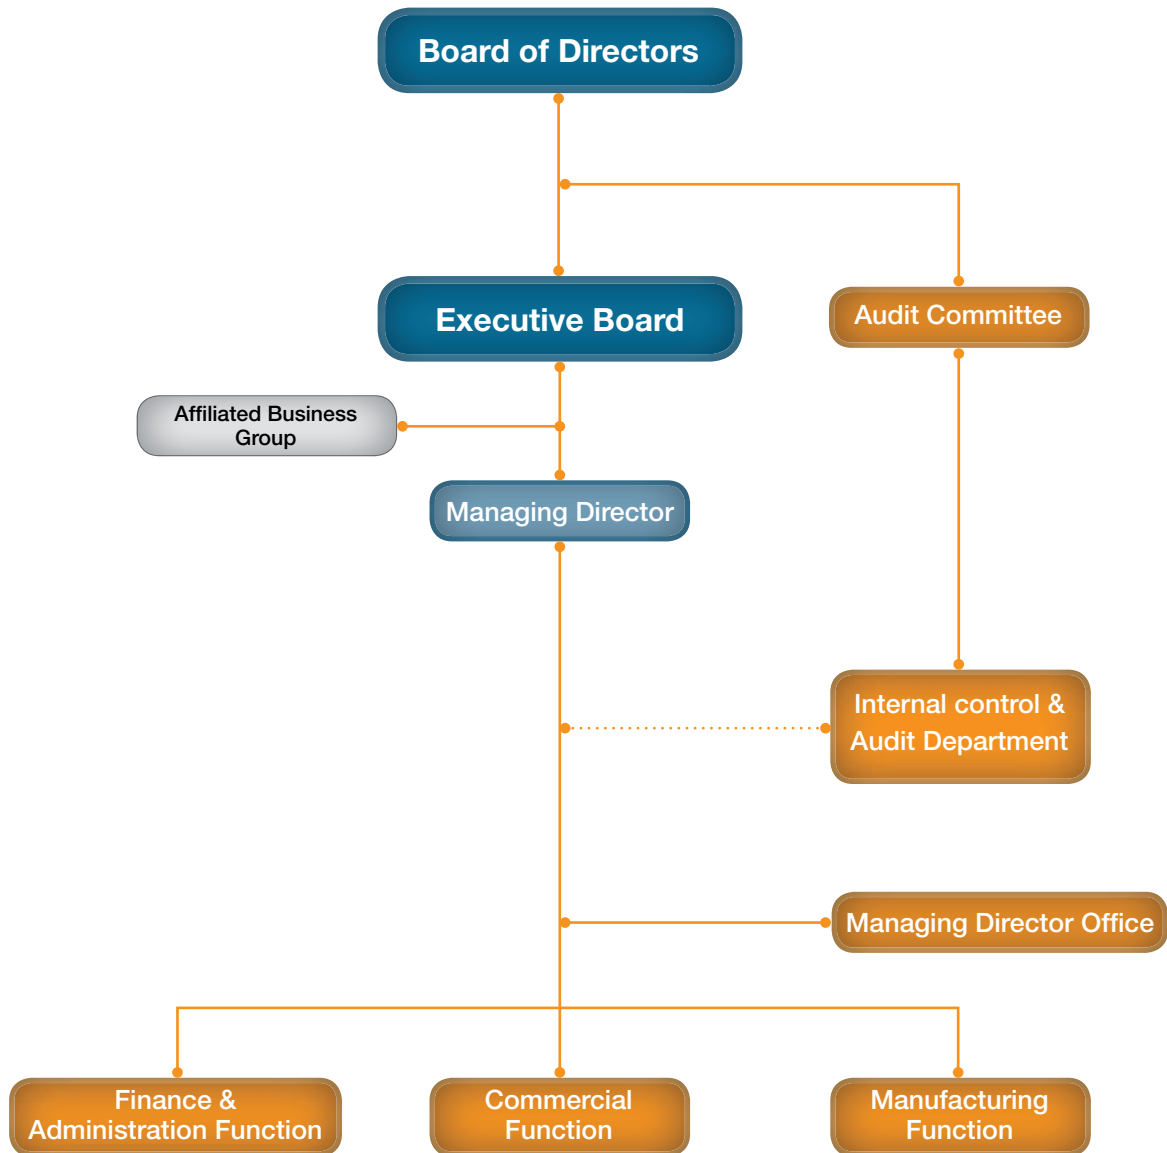 Board of Directors
Executive Board
Audit Committee
Affiliated Business
Group
Managing Director
Internal control &
Audit Department
Managing Director Office
Finance &
Administration Function
Commercial
Function
Manufacturing
Function